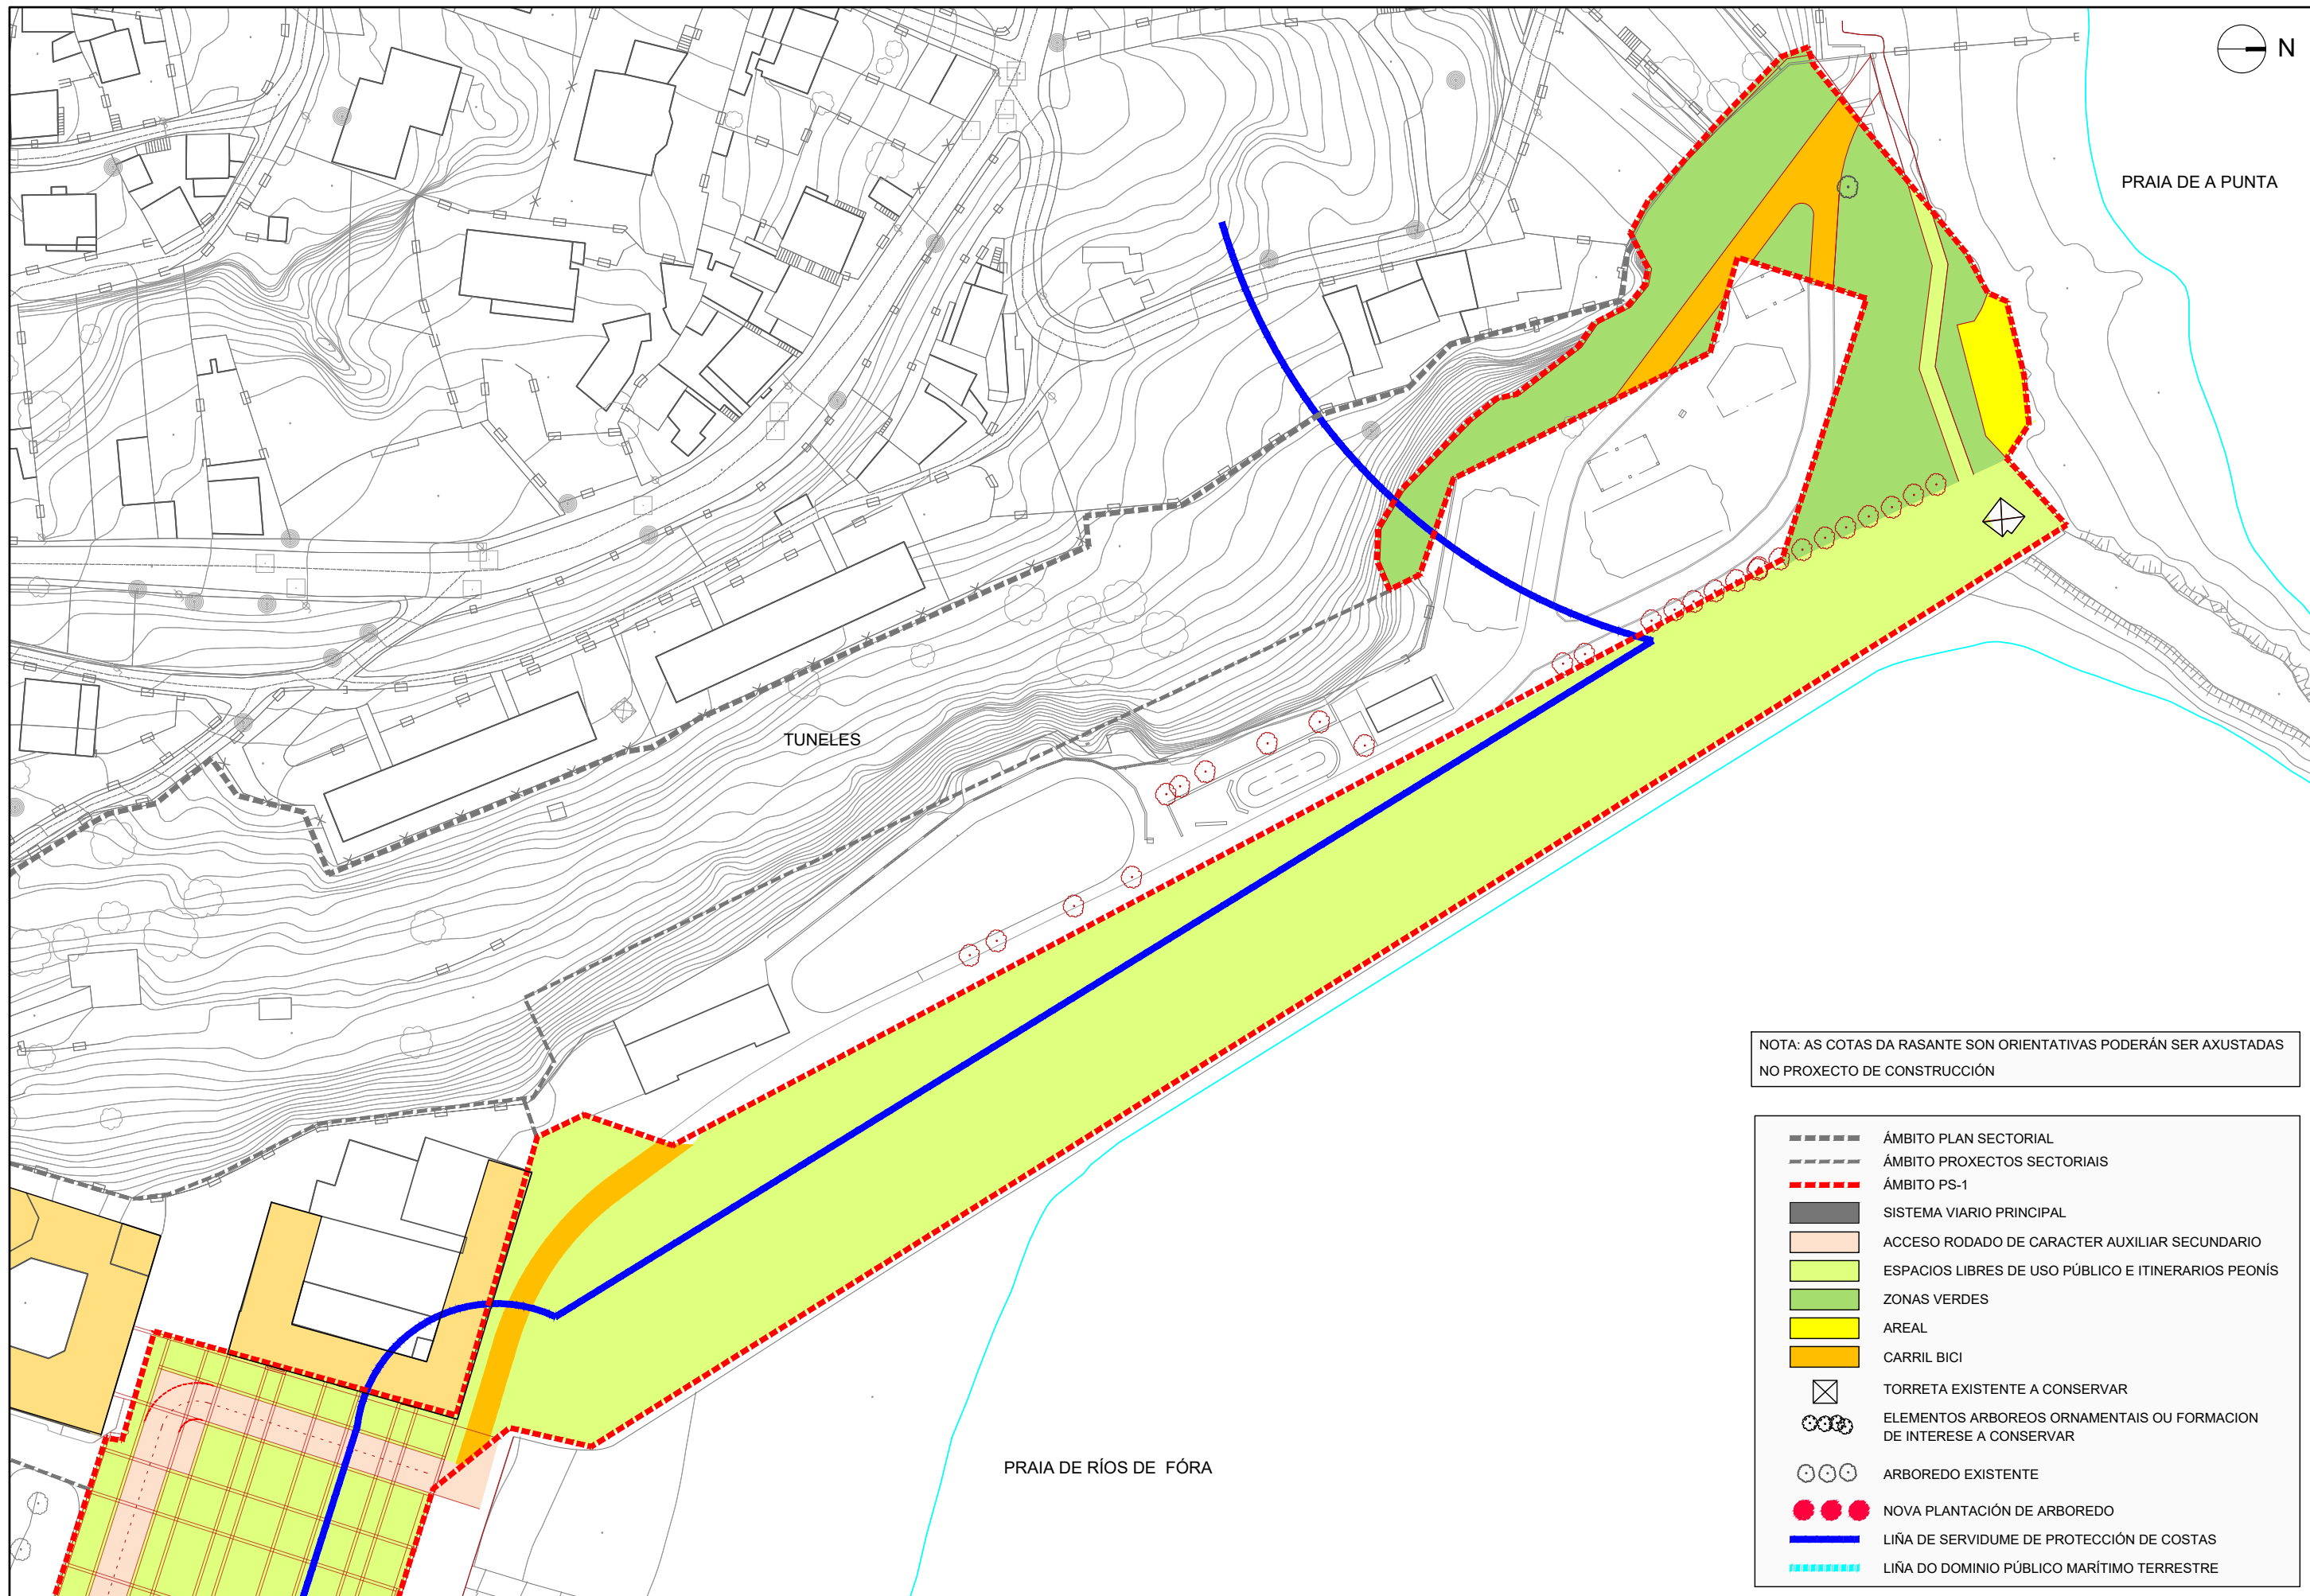 N
PRAIA DE A PUNTA
TUNELES
PRAIA DE RÍOS DE FÓRA
NOTA: AS COTAS DA RASANTE SON ORIENTATIVAS PODERÁN SER AXUSTADAS
NO PROXECTO DE CONSTRUCCIÓN
ÁMBITO PLAN SECTORIAL
ÁMBITO PROXECTOS SECTORIAIS
ÁMBITO PS-1
SISTEMA VIARIO PRINCIPAL
ACCESO RODADO DE CARACTER AUXILIAR SECUNDARIO
ESPACIOS LIBRES DE USO PÚBLICO E ITINERARIOS PEONÍS
ZONAS VERDES
AREAL
CARRIL BICI
TORRETA EXISTENTE A CONSERVAR
ELEMENTOS ARBOREOS ORNAMENTAIS OU FORMACION
DE INTERESE A CONSERVAR
ARBOREDO EXISTENTE
NOVA PLANTACIÓN DE ARBOREDO
LIÑA DE SERVIDUME DE PROTECCIÓN DE COSTAS
LIÑA DO DOMINIO PÚBLICO MARÍTIMO TERRESTRE